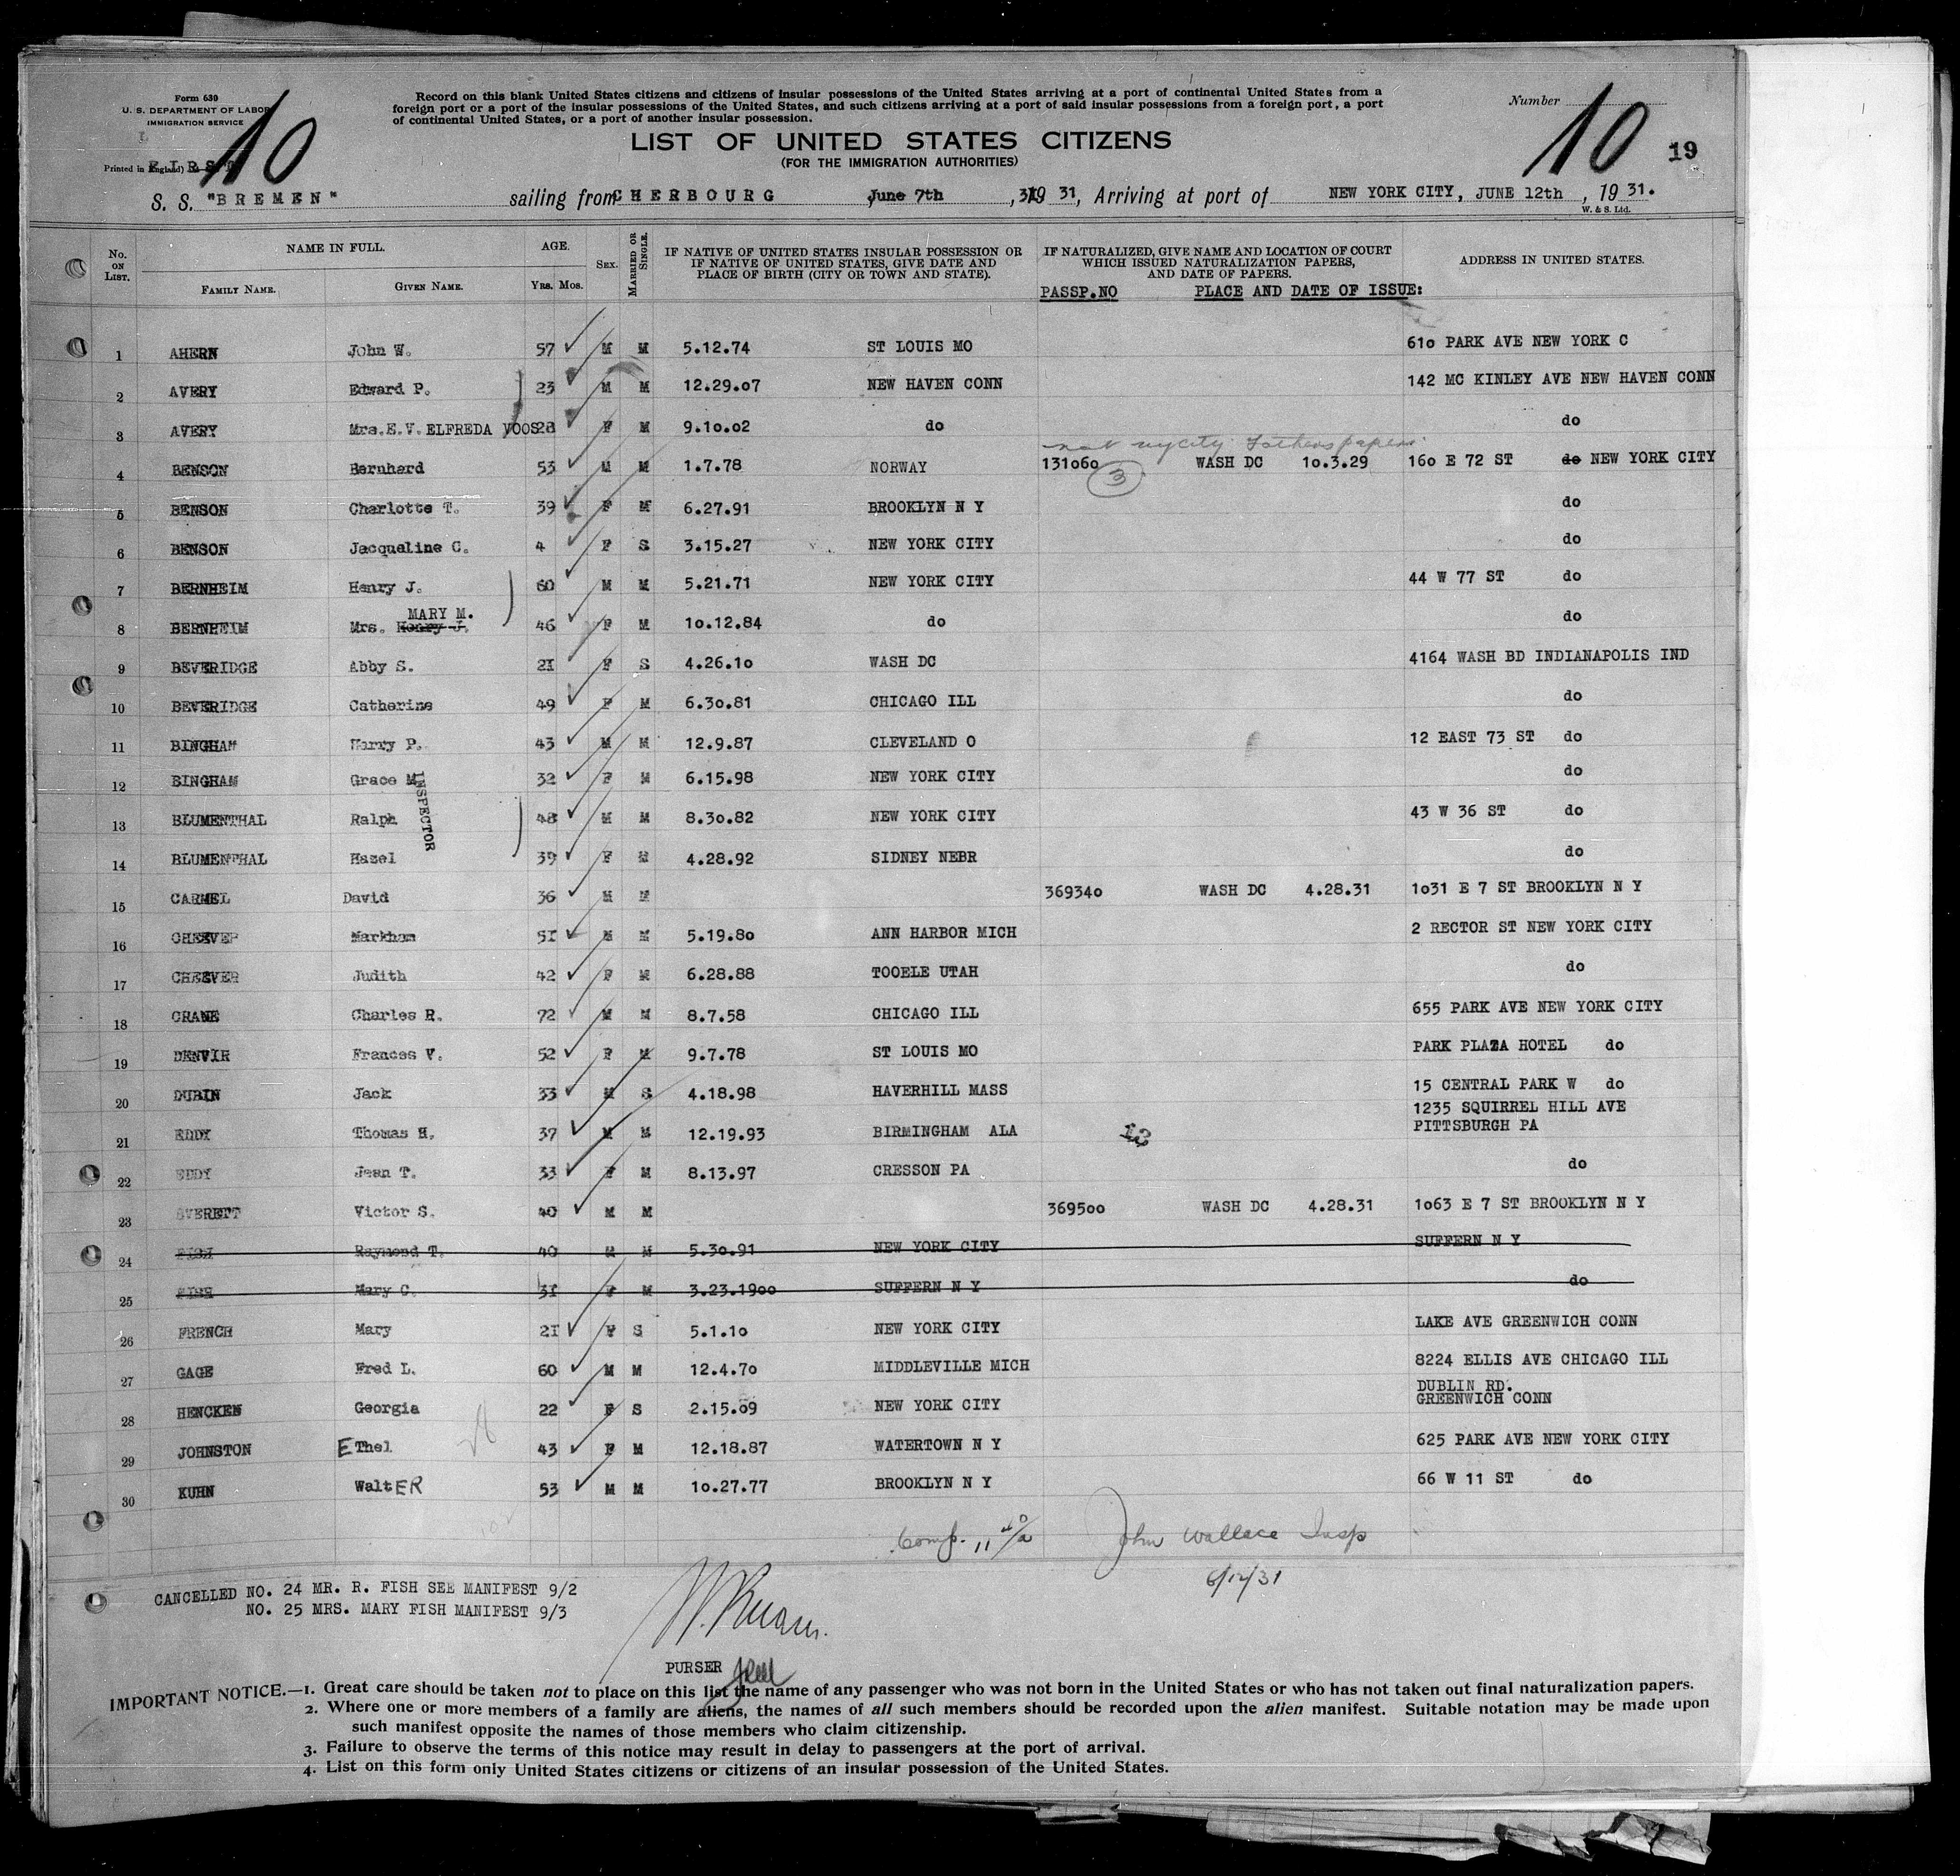 Form 630
U. S. DEPARTMENT OF LABOR
IMMIGRATION SERVICE
Printed in England) FIRST
10
Record on this blank United States citizens and citizens of insular possessions of the United States arriving at a port of continental United States from a
foreign port or a port of the insular possessions of the United States, and such citizens arriving at a port of said insular possessions from a foreign port, a port
of continental United States, or a port of another insular possession.
LIST OF UNITED STATES CITIZENS
(FOR THE IMMIGRATION AUTHORITIES)
Number
10
19
S. S. "BREMEN" sailing from CHERBOURG June 7th , 19 31, Arriving at port of NEW YORK CITY, JUNE 12th , 19 31.
W. & S. Ltd.
No. ON LIST. NAME IN FULL. FAMILY NAME. GIVEN NAME. AGE. YRS. MOS. SEX. MARRIED OR SINGLE. IF NATIVE OF UNITED STATES INSULAR POSSESSION OR IF NATIVE OF UNITED STATES, GIVE DATE AND PLACE OF BIRTH (CITY OR TOWN AND STATE). IF NATURALIZED, GIVE NAME AND LOCATION OF COURT WHICH ISSUED NATURALIZATION PAPERS, AND DATE OF PAPERS. ADDRESS IN UNITED STATES.
PASSP.NO PLACE AND DATE OF ISSUE:
1 AHERN John W. 57 M M 5.12.74 ST LOUIS MO 610 PARK AVE NEW YORK C
2 AVERY Edward P. 23 M M 12.29.07 NEW HAVEN CONN 142 MC KINLEY AVE NEW HAVEN CONN
3 AVERY Mrs.E.V. ELFREDA VOOS 28 F M 9.10.02 do do
Fathers papers
4 BENSON Bernhard 53 M M 1.7.78 NORWAY 131060 WASH DC 10.3.29 160 E 72 ST do NEW YORK CITY
3
5 BENSON Charlotte T. 39 F M 6.27.91 BROOKLYN N Y do
6 BENSON Jacqueline C. 4 F S 3.15.27 NEW YORK CITY do
7 BERNHEIM Henry J. 60 M M 5.21.71 NEW YORK CITY 44 W 77 ST do
MARY M.
8 BERNHEIM Mrs. Henry J. 46 F M 10.12.84 do do
9 BEVERIDGE Abby S. 21 F S 4.26.10 WASH DC 4164 WASH BD INDIANAPOLIS IND
10 BEVERIDGE Catherine 49 F M 6.30.81 CHICAGO ILL do
11 BINGHAM Harry P. 43 M M 12.9.87 CLEVELAND O 12 EAST 73 ST do
12 BINGHAM Grace M 32 F M 6.15.98 NEW YORK CITY do
INSPECTOR
13 BLUMENTHAL Ralph 48 M M 8.30.82 NEW YORK CITY 43 W 36 ST do
14 BLUMENTHAL Hazel 39 F M 4.28.92 SIDNEY NEBR do
15 CARMEL David 36 M M 369340 WASH DC 4.28.31 1031 E 7 ST BROOKLYN N Y
16 CHEEVER Markham 51 M M 5.19.80 ANN HARBOR MICH 2 RECTOR ST NEW YORK CITY
17 CHEEVER Judith 42 F M 6.28.88 TOOELE UTAH do
18 CRANE Charles R. 72 M M 8.7.58 CHICAGO ILL 655 PARK AVE NEW YORK CITY
19 DENVIR Frances V. 52 F M 9.7.78 ST LOUIS MO PARK PLAZA HOTEL do
20 DUBIN Jack 33 M S 4.18.98 HAVERHILL MASS 15 CENTRAL PARK W do
1235 SQUIRREL HILL AVE
21 EDDY Thomas H. 37 M M 12.19.93 BIRMINGHAM ALA PITTSBURGH PA
22 EDDY Jean T. 33 F M 8.13.97 CRESSON PA do
23 EVERETT Victor S. 40 M M 369500 WASH DC 4.28.31 1063 E 7 ST BROOKLYN N Y
24 FISH Raymond T. 40 M M 5.30.91 NEW YORK CITY SUFFERN N Y
25 FISH Mary C. 31 F M 3.23.1900 SUFFERN N Y do
26 FRENCH Mary 21 F S 5.1.10 NEW YORK CITY LAKE AVE GREENWICH CONN
27 GAGE Fred L. 60 M M 12.4.70 MIDDLEVILLE MICH 8224 ELLIS AVE CHICAGO ILL
DUBLIN RD.
28 HENCKEN Georgia 22 F S 2.15.09 NEW YORK CITY GREENWICH CONN
29 JOHNSTON EThel 43 F M 12.18.87 WATERTOWN N Y 625 PARK AVE NEW YORK CITY
30 KUHN WaltER 53 M M 10.27.77 BROOKLYN N Y 66 W 11 ST do
Comp. 11 John Wallace Insp
6/12/31
CANCELLED NO. 24 MR. R. FISH SEE MANIFEST 9/2
NO. 25 MRS. MARY FISH MANIFEST 9/3
PURSER
IMPORTANT NOTICE.—1. Great care should be taken not to place on this list the name of any passenger who was not born in the United States or who has not taken out final naturalization papers.
2. Where one or more members of a family are aliens, the names of all such members should be recorded upon the alien manifest. Suitable notation may be made upon
such manifest opposite the names of those members who claim citizenship.
3. Failure to observe the terms of this notice may result in delay to passengers at the port of arrival.
4. List on this form only United States citizens or citizens of an insular possession of the United States.